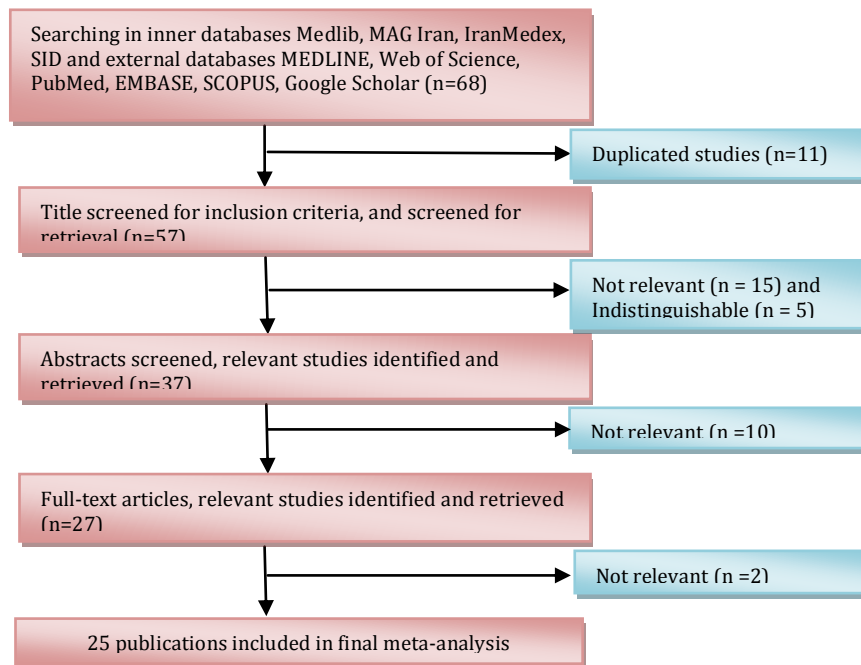 Searching in inner databases Medlib, MAG Iran, IranMedex,
SID and external databases MEDLINE, Web of Science,
PubMed, EMBASE, SCOPUS, Google Scholar (n=68)
Duplicated studies (n=11)
Title screened for inclusion criteria, and screened for
retrieval (n=57)
Not relevant (n = 15) and
Indistinguishable (n = 5)
Abstracts screened, relevant studies identified and
retrieved (n=37)
Not relevant (n =10)
Full-text articles, relevant studies identified and retrieved
(n=27)
Not relevant (n =2)
25 publications included in final meta-analysis